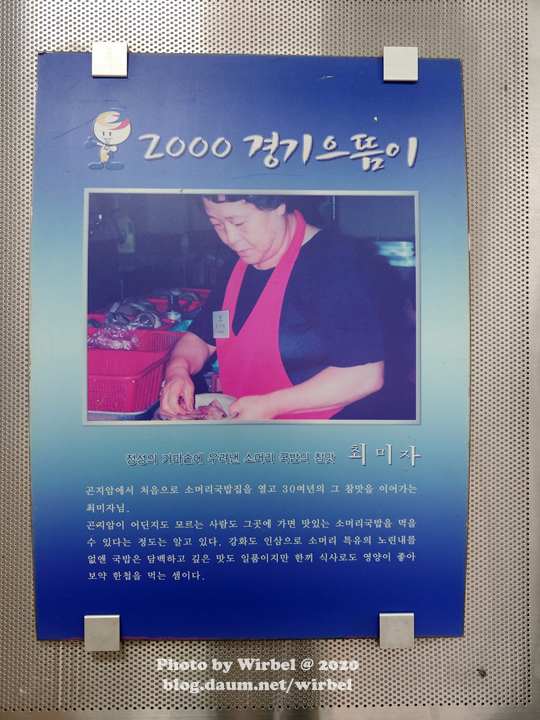 2000 경기으뜸이
정성의 가마솥에 우려낸 소머리 국밥의 참맛 최미자
곤지암에서 처음으로 소머리국밥집을 열고 30여년의 그 참맛을 이어가는
최미자님.
곤지암이 어딘지도 모르는 사람도 그곳에 가면 맛있는 소머리국밥을 먹을
수 있다는 정도는 알고 있다. 강화도 인삼으로 소머리 특유의 노린내를
없앤 국밥은 담백하고 깊은 맛도 일품이지만 한끼 식사로도 영양이 좋아
보약 한첩을 먹는 셈이다.
Photo by Wirbel @ 2020
blog.daum.net/wirbel